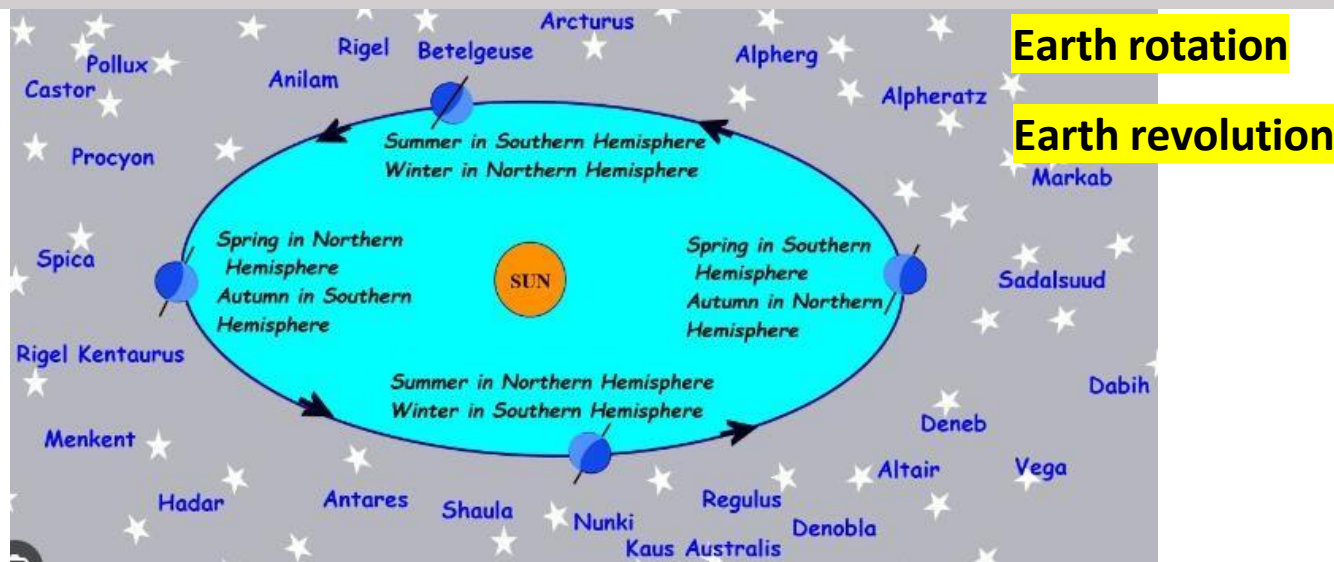 Arcturus
Earth rotation
Rigel
Betelgeuse
Alpherg
Pollux
Anilam
Castor
Alpheratz
Earth revolution
Summer in Southern Hemisphere
Winter in Northern Hemisphere
Procyon
Markab
Spring in Northern
Hemisphere
Autumn in Southern
Hemisphere
SUN
Spring in Southern
Hemisphere
Autumn in Northern
Hemisphere
Spica
Sadalsuud
Rigel Kentaurus
Summer in Northern Hemisphere
Winter in Southern Hemisphere
Dabih
Menkent
Deneb
Hadar
Antares
Shaula
Nunki
Regulus
Altair
Vega
Denobla
Kaus Australis